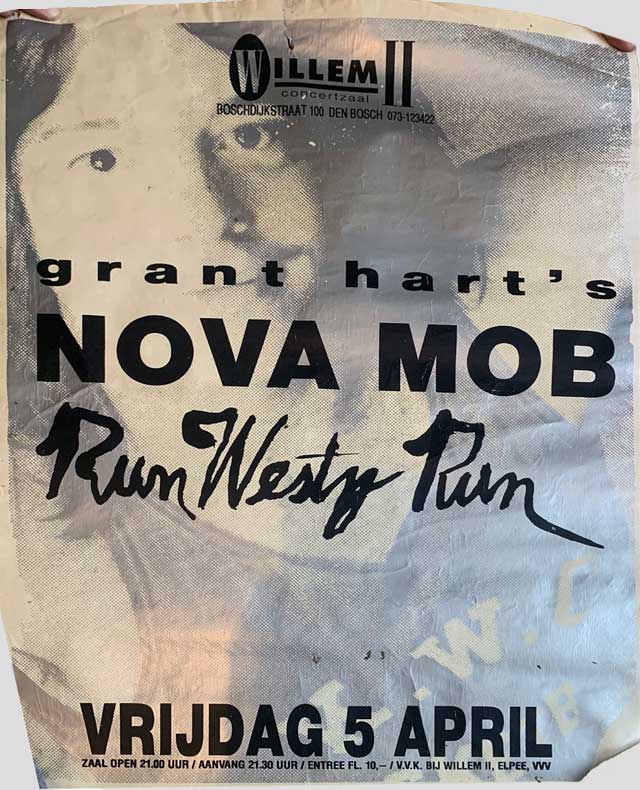 WILLEM II
concertzaal
BOSCHDIJKSTRAAT 100 DEN BOSCH 073-123422
grant hart's
NOVA MOB
Run Westy Run
VRIJDAG 5 APRIL
ZAAL OPEN 21.00 UUR / AANVANG 21.30 UUR / ENTREE FL. 10,– / V.V.K. BIJ WILLEM II, ELPEE, VVV